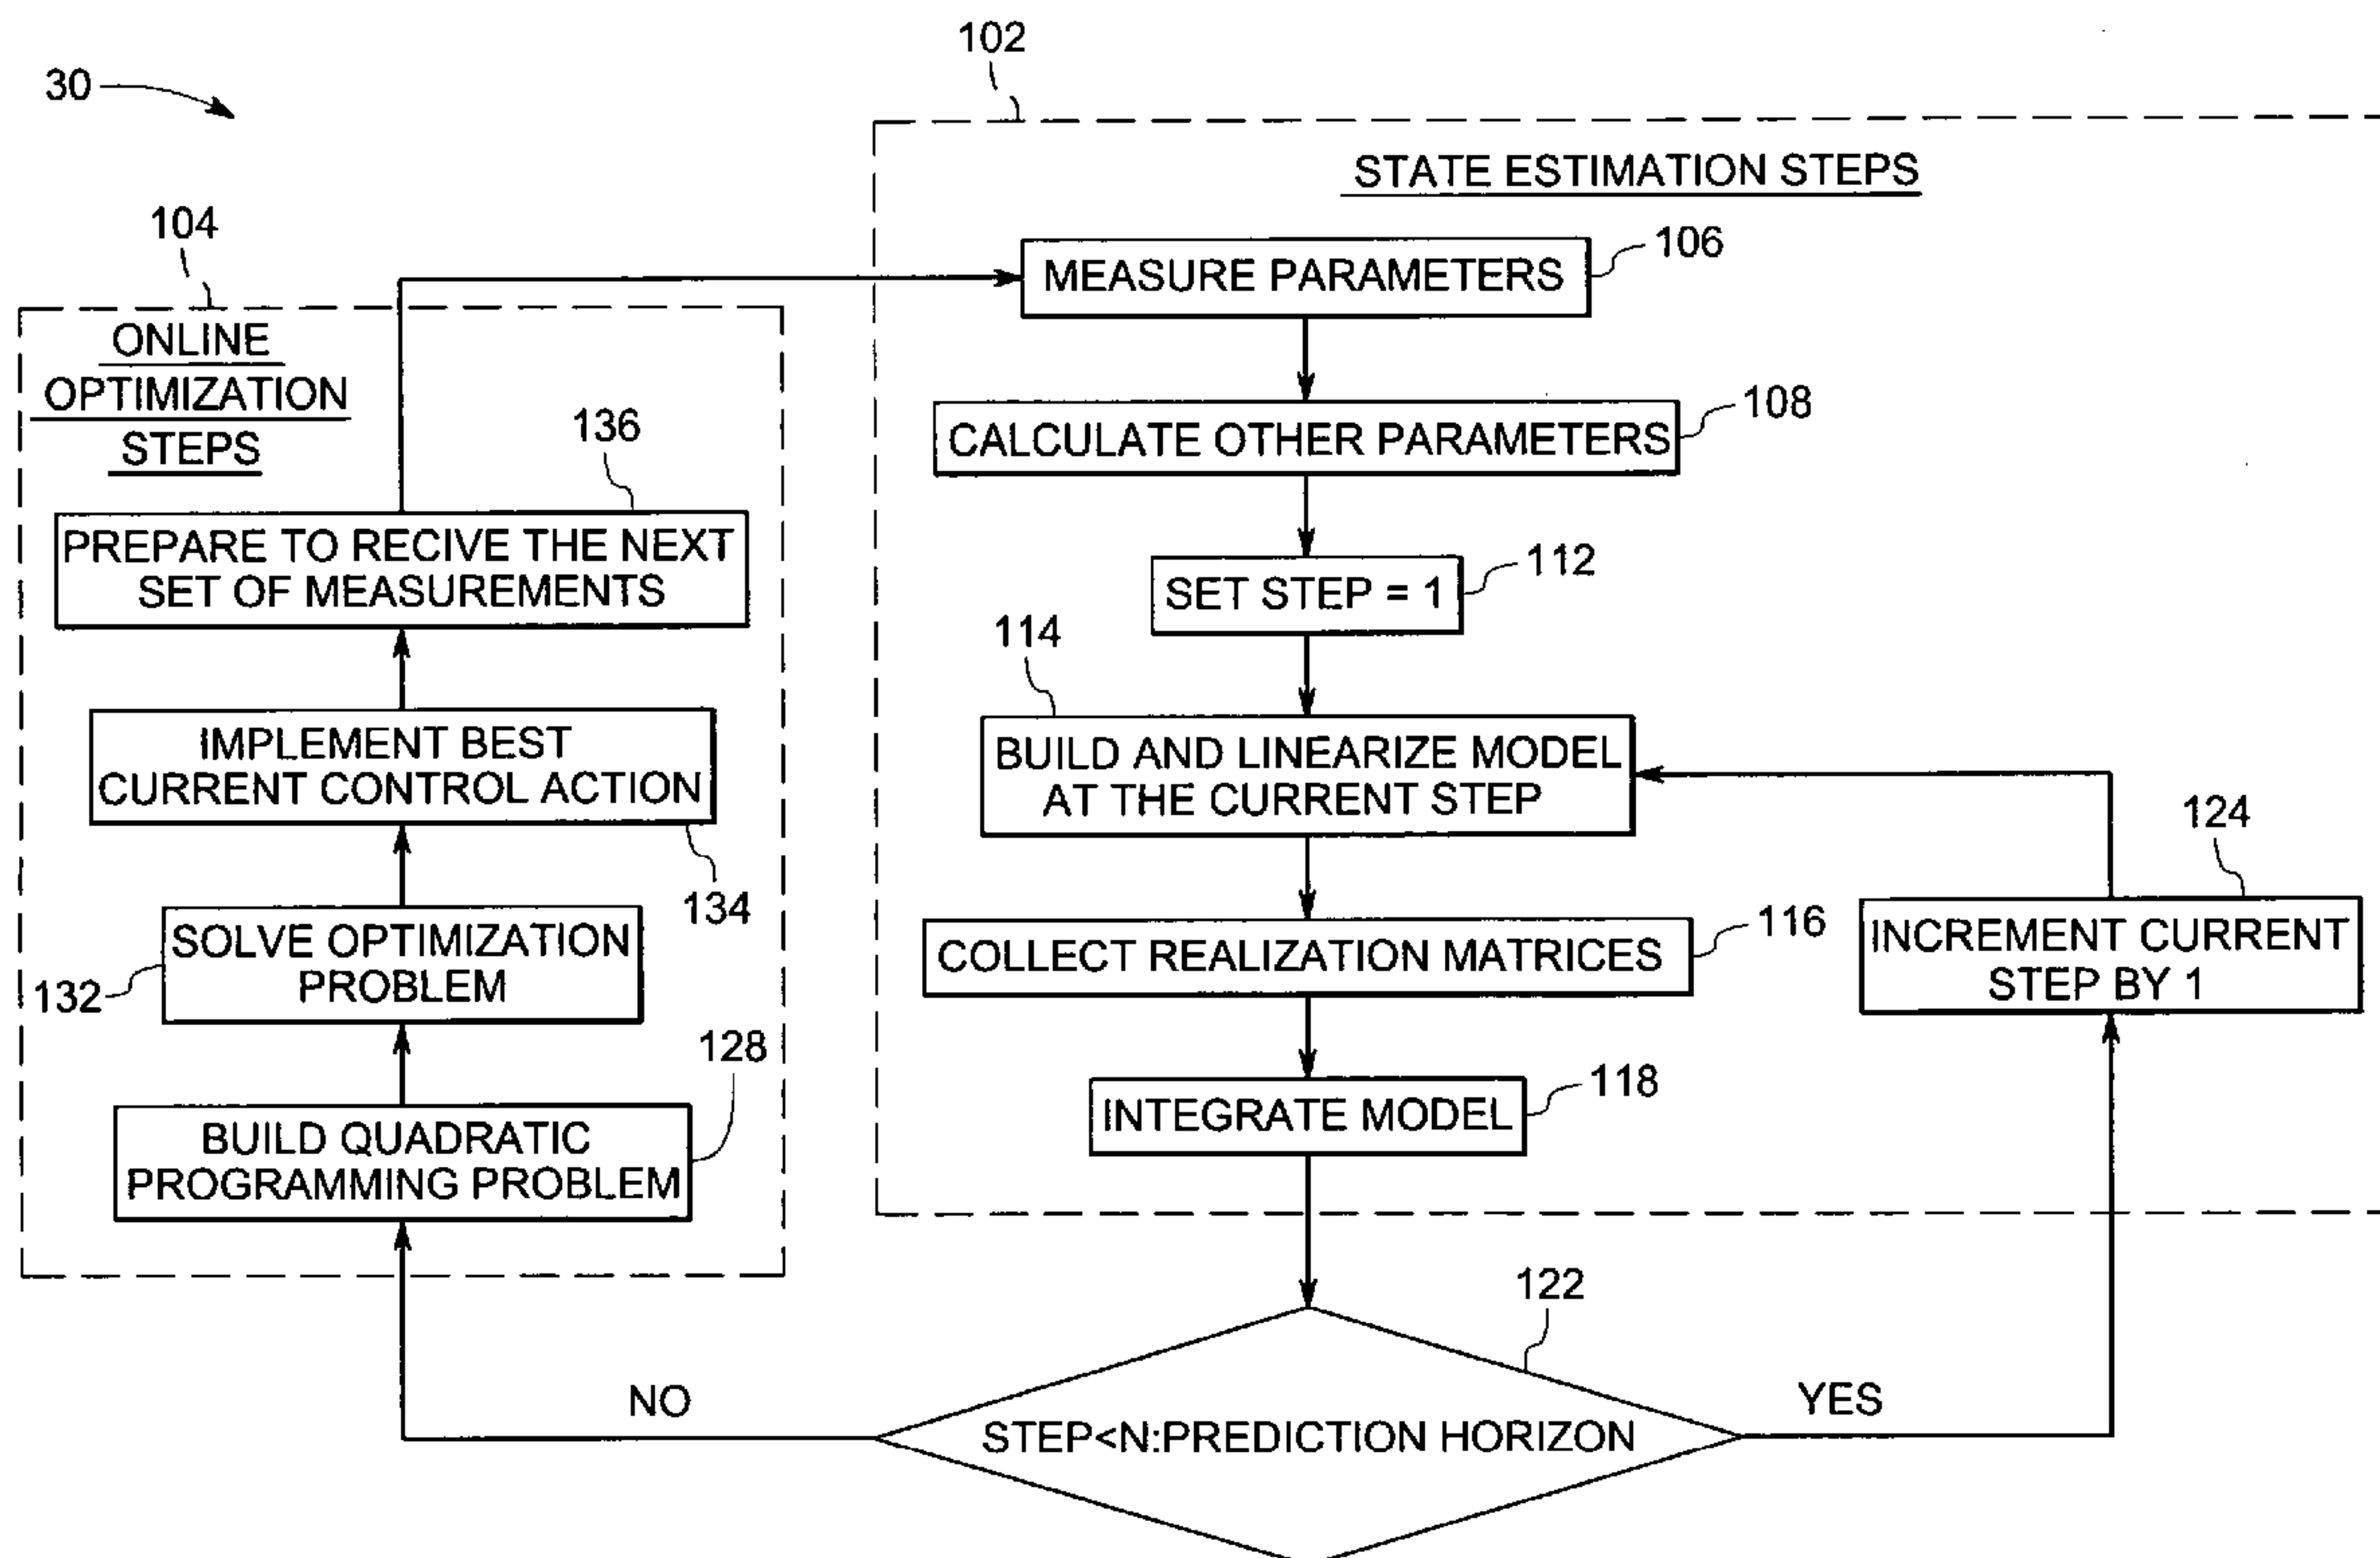 102
30
STATE ESTIMATION STEPS
104
106
MEASURE PARAMETERS
ONLINE
OPTIMIZATION
STEPS
108
CALCULATE OTHER PARAMETERS
136
PREPARE TO RECIVE THE NEXT
SET OF MEASUREMENTS
112
SET STEP = 1
114
BUILD AND LINEARIZE MODEL
AT THE CURRENT STEP
IMPLEMENT BEST
CURRENT CONTROL ACTION
134
124
INCREMENT CURRENT
STEP BY 1
116
COLLECT REALIZATION MATRICES
SOLVE OPTIMIZATION
PROBLEM
132
128
118
INTEGRATE MODEL
BUILD QUADRATIC
PROGRAMMING PROBLEM
122
NO
YES
STEP<N:PREDICTION HORIZON